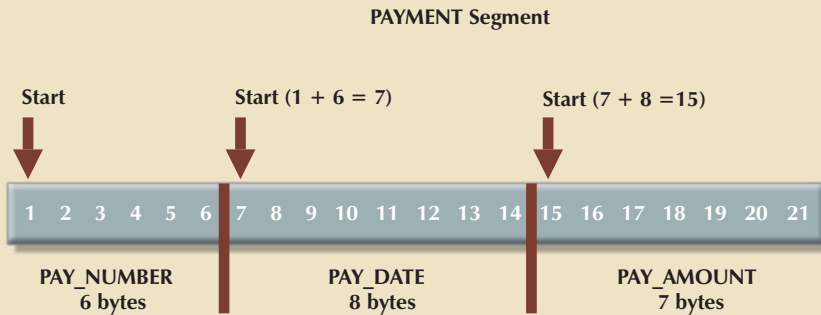 PAYMENT Segment
Start
Start (1 + 6 = 7)
Start (7 + 8 =15)
1 2 3 4 5 6 7 8 9 10 11 12 13 14 15 16 17 18 19 20 21
PAY_NUMBER
6 bytes
PAY_DATE
8 bytes
PAY_AMOUNT
7 bytes